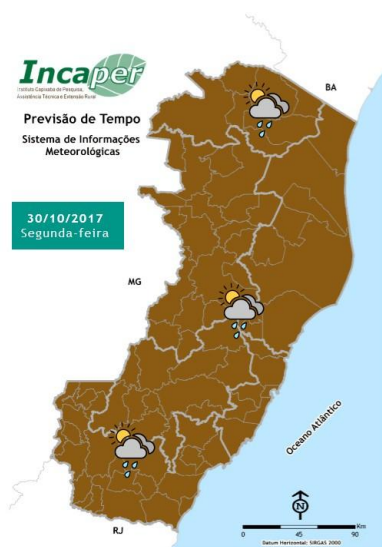 Incaper
Instituto Capixaba de Pesquisa,
Assistência Técnica e Extensão Rural
Previsão de Tempo
Sistema de Informações
Meteorológicas
30/10/2017
Segunda-feira
BA
MG
Oceano Atlântico
RJ
N
Km
0 45 90
Datum Horizontal: SIRGAS 2000